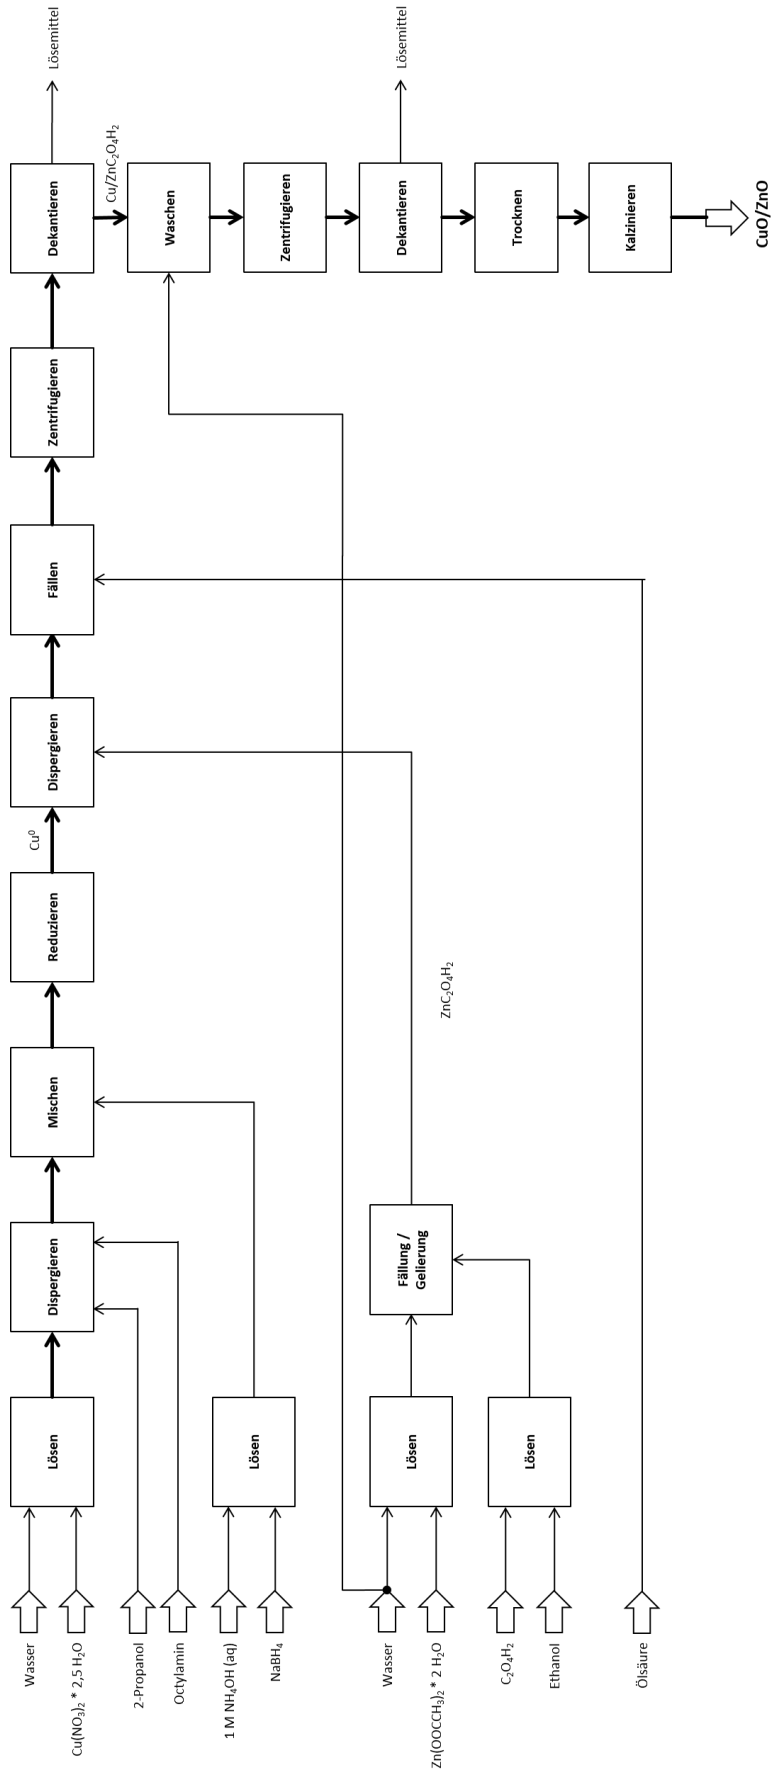 Wasser
Cu(NO₃)₂ * 2,5 H₂O
2-Propanol
Octylamin
1 M NH₄OH (aq)
NaBH₄
Wasser
Zn(OOCCH₃)₂ * 2 H₂O
C₂O₄H₂
Ethanol
Ölsäure
Lösen
Lösen
Lösen
Lösen
Dispergieren
Fällung /
Gelierung
Mischen
Reduzieren
ZnC₂O₄H₂
Cu⁰
Dispergieren
Fällen
Zentrifugieren
Dekantieren
Lösemittel
Cu/ZnC₂O₄H₂
Waschen
Zentrifugieren
Dekantieren
Lösemittel
Trocknen
Kalzinieren
CuO/ZnO